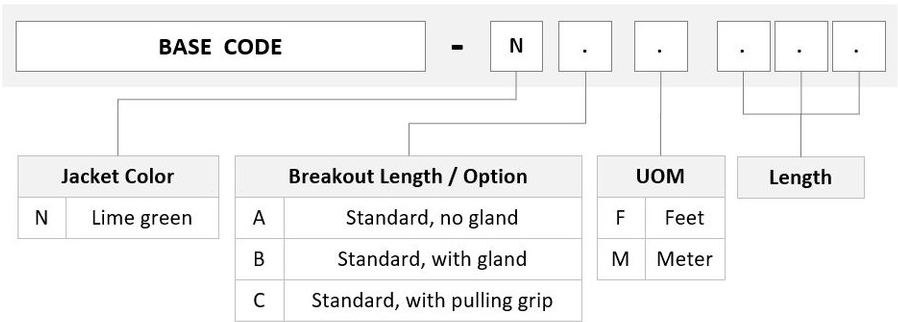 BASE CODE - N . . . . .
Jacket Color
N Lime green
Breakout Length / Option
A Standard, no gland
B Standard, with gland
C Standard, with pulling grip
UOM
F Feet
M Meter
Length